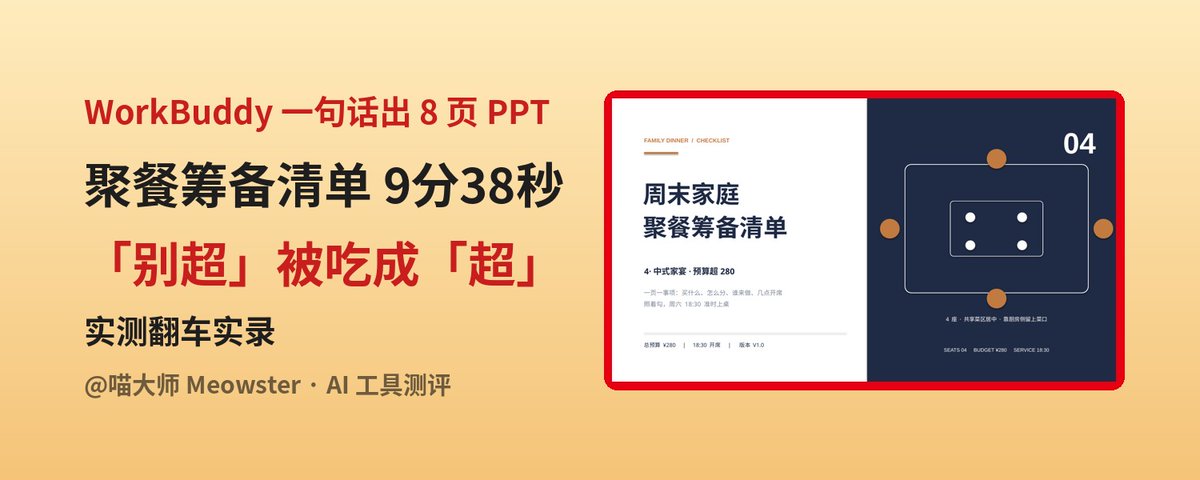 WorkBuddy 一句话出 8 页 PPT
聚餐筹备清单 9分38秒
「别超」被吃成「超」
实测翻车实录
@喵大师 Meowster · AI 工具测评
FAMILY DINNER / CHECKLIST
周末家庭
聚餐筹备清单
4· 中式家宴 · 预算超 280
一页一事项：买什么、怎么分、谁来做、几点开席
照着勾，周六 18:30 准时上桌
总预算 ¥280 | 18:30 开席 | 版本 V1.0
04
4 座 · 共享菜区居中 · 靠厨房侧留上菜口
SEATS 04 BUDGET ¥280 SERVICE 18:30